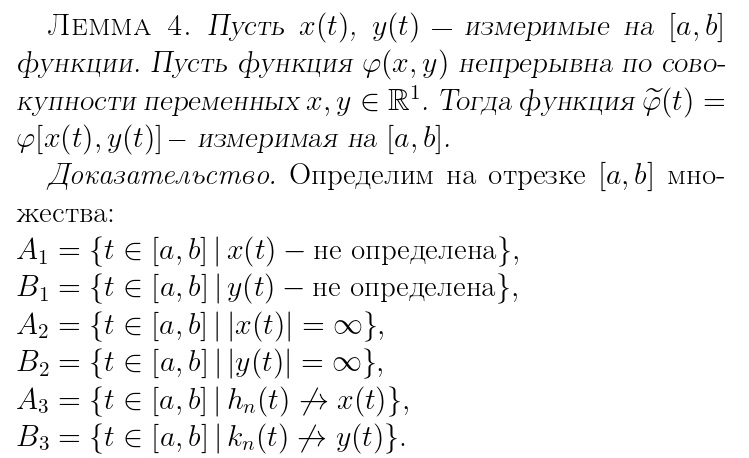 Лемма 4. Пусть x(t), y(t) – измеримые на [a, b]
функции. Пусть функция φ(x, y) непрерывна по сово-
купности переменных x, y ∈ ℝ¹. Тогда функция φ̃(t) =
φ[x(t), y(t)] – измеримая на [a, b].
Доказательство. Определим на отрезке [a, b] мно-
жества:
A₁ = {t ∈ [a, b] | x(t) – не определена},
B₁ = {t ∈ [a, b] | y(t) – не определена},
A₂ = {t ∈ [a, b] | |x(t)| = ∞},
B₂ = {t ∈ [a, b] | |y(t)| = ∞},
A₃ = {t ∈ [a, b] | hₙ(t) ↛ x(t)},
B₃ = {t ∈ [a, b] | kₙ(t) ↛ y(t)}.